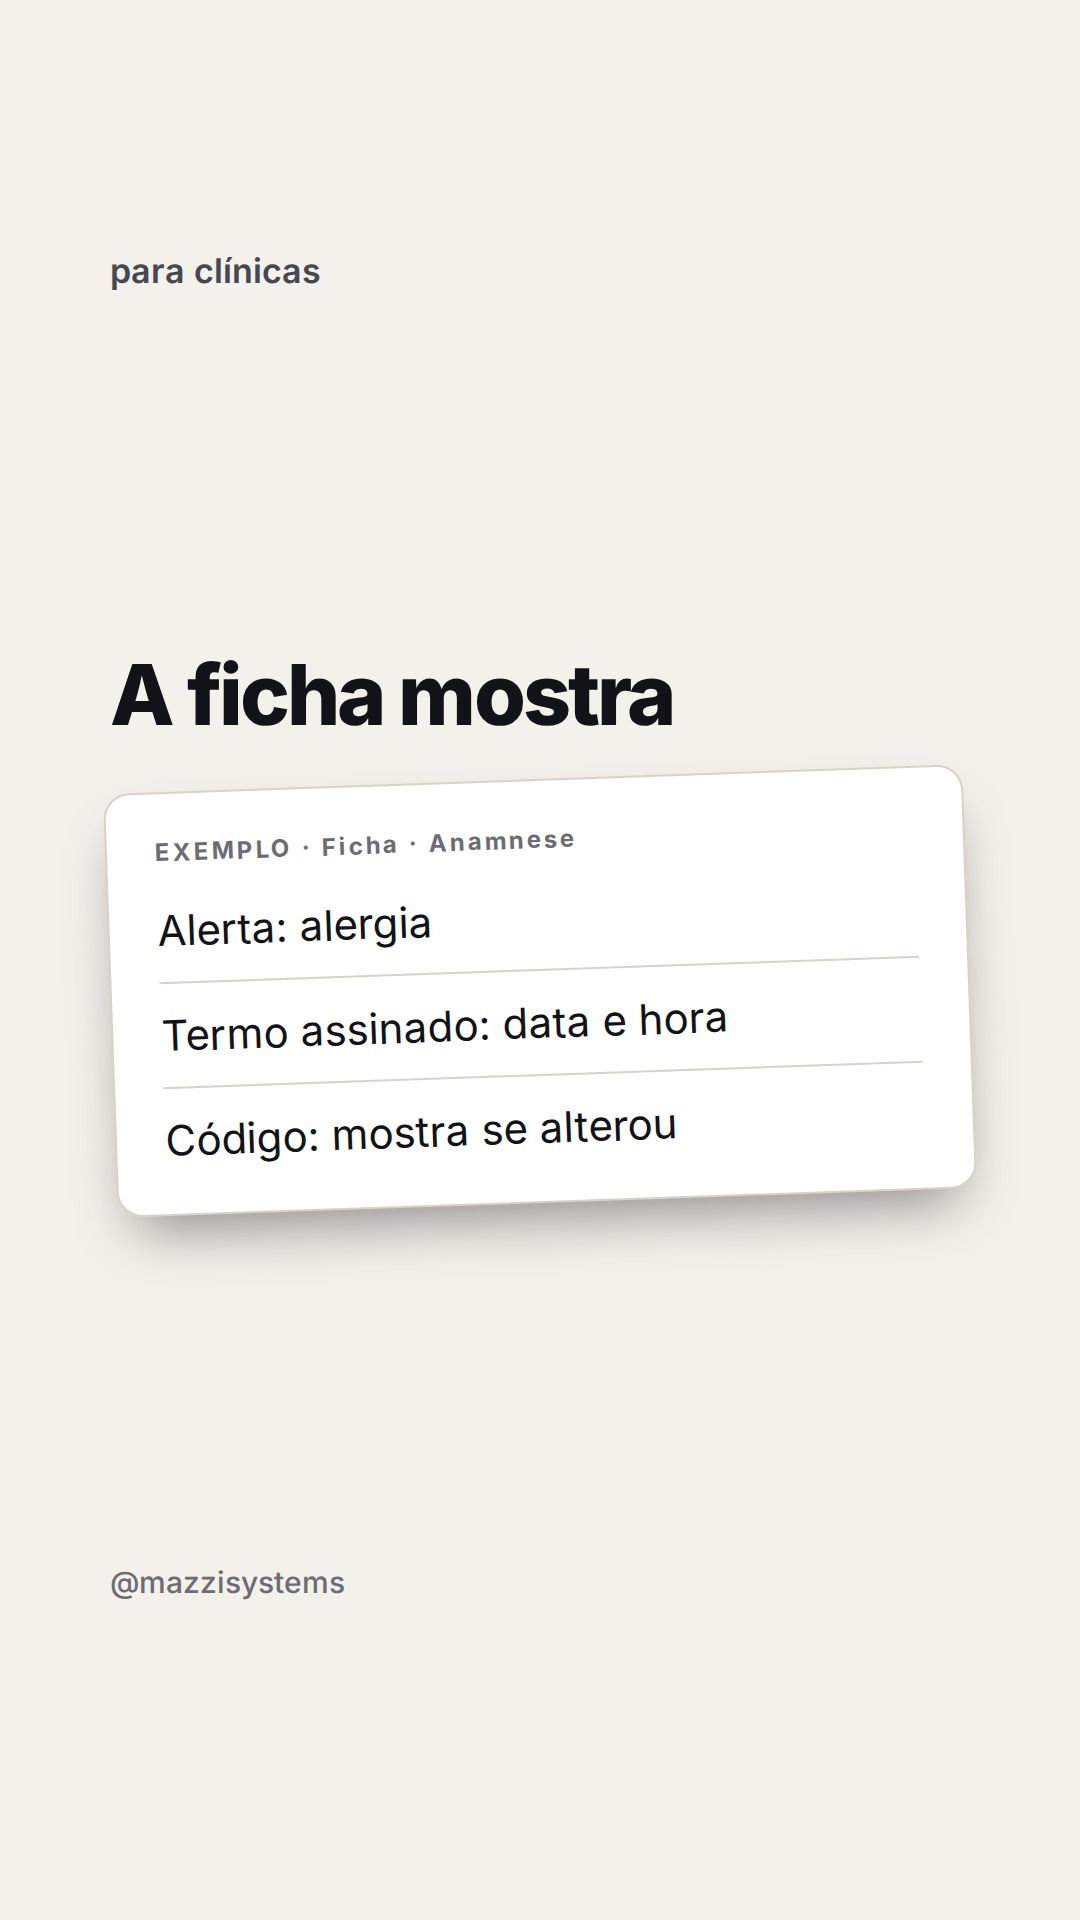 para clínicas
A ficha mostra
EXEMPLO · Ficha · Anamnese
Alerta: alergia
Termo assinado: data e hora
Código: mostra se alterou
@mazzisystems